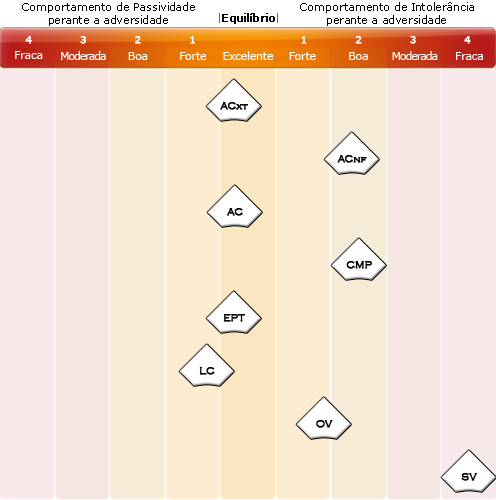 Comportamento de Passividade
perante a adversidade
|Equilíbrio|
Comportamento de Intolerância
perante a adversidade
4 3 2 1 1 2 3 4
Fraca Moderada Boa Forte Excelente Forte Boa Moderada Fraca
ACXT
ACNF
AC
CMP
EPT
LC
OV
SV